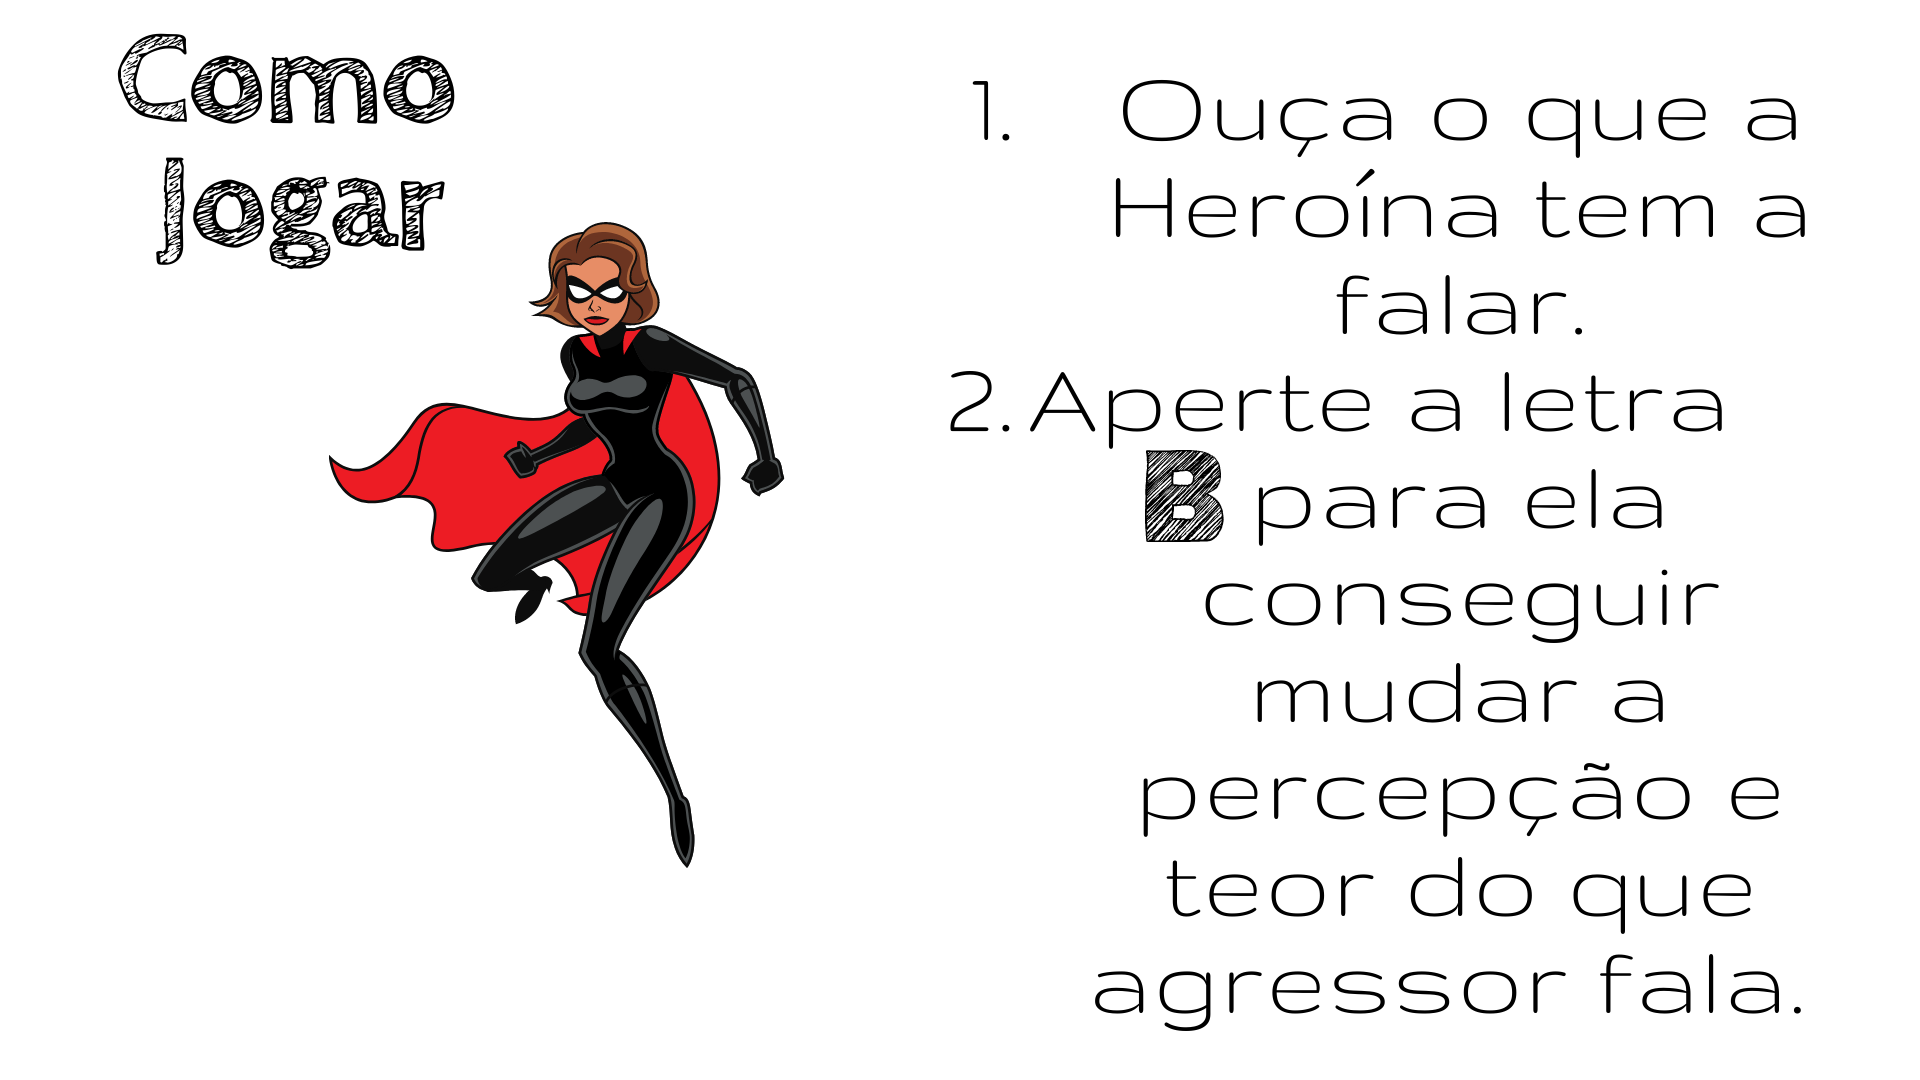 Como
Jogar
1. Ouça o que a
Heroína tem a
falar.
2. Aperte a letra
B para ela
conseguir
mudar a
percepção e
teor do que
agressor fala.